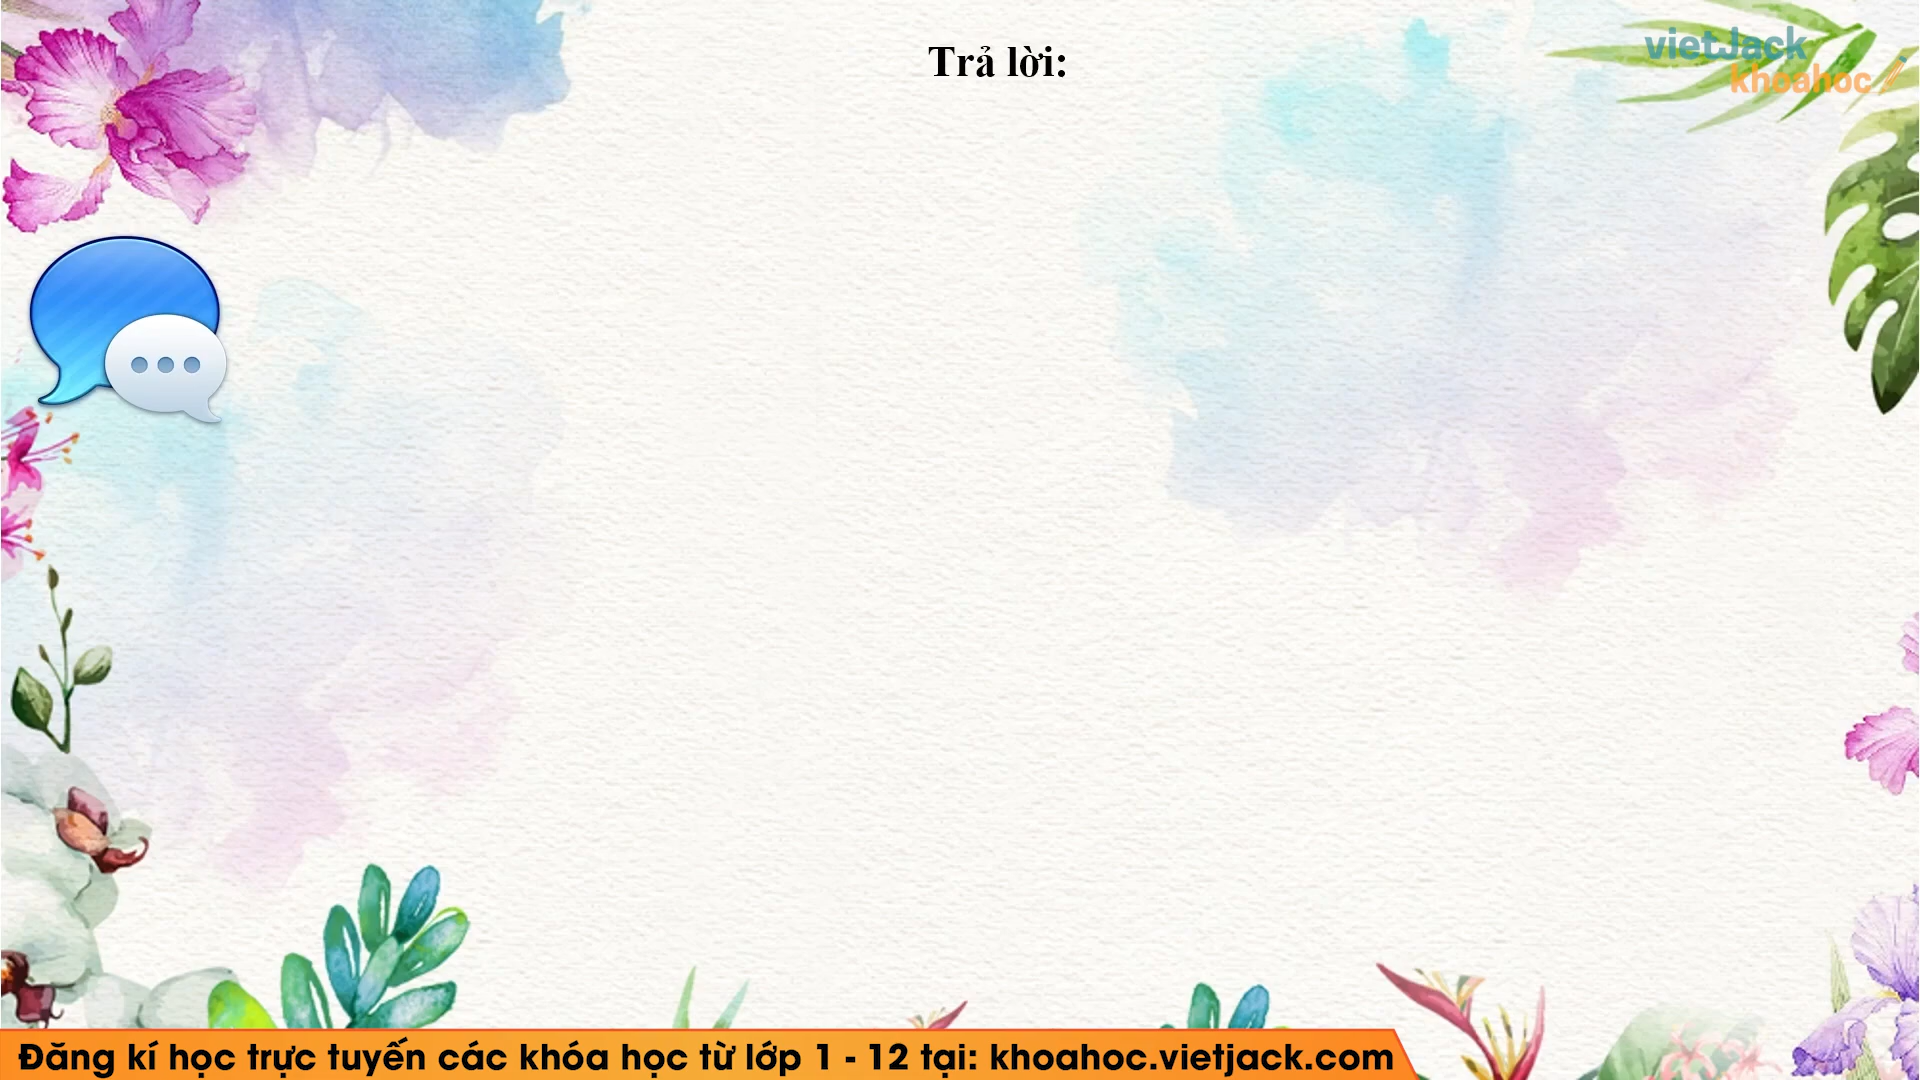 Trả lời:
vietJack
khoahoc
Đăng kí học trực tuyến các khóa học từ lớp 1 - 12 tại: khoahoc.vietjack.com